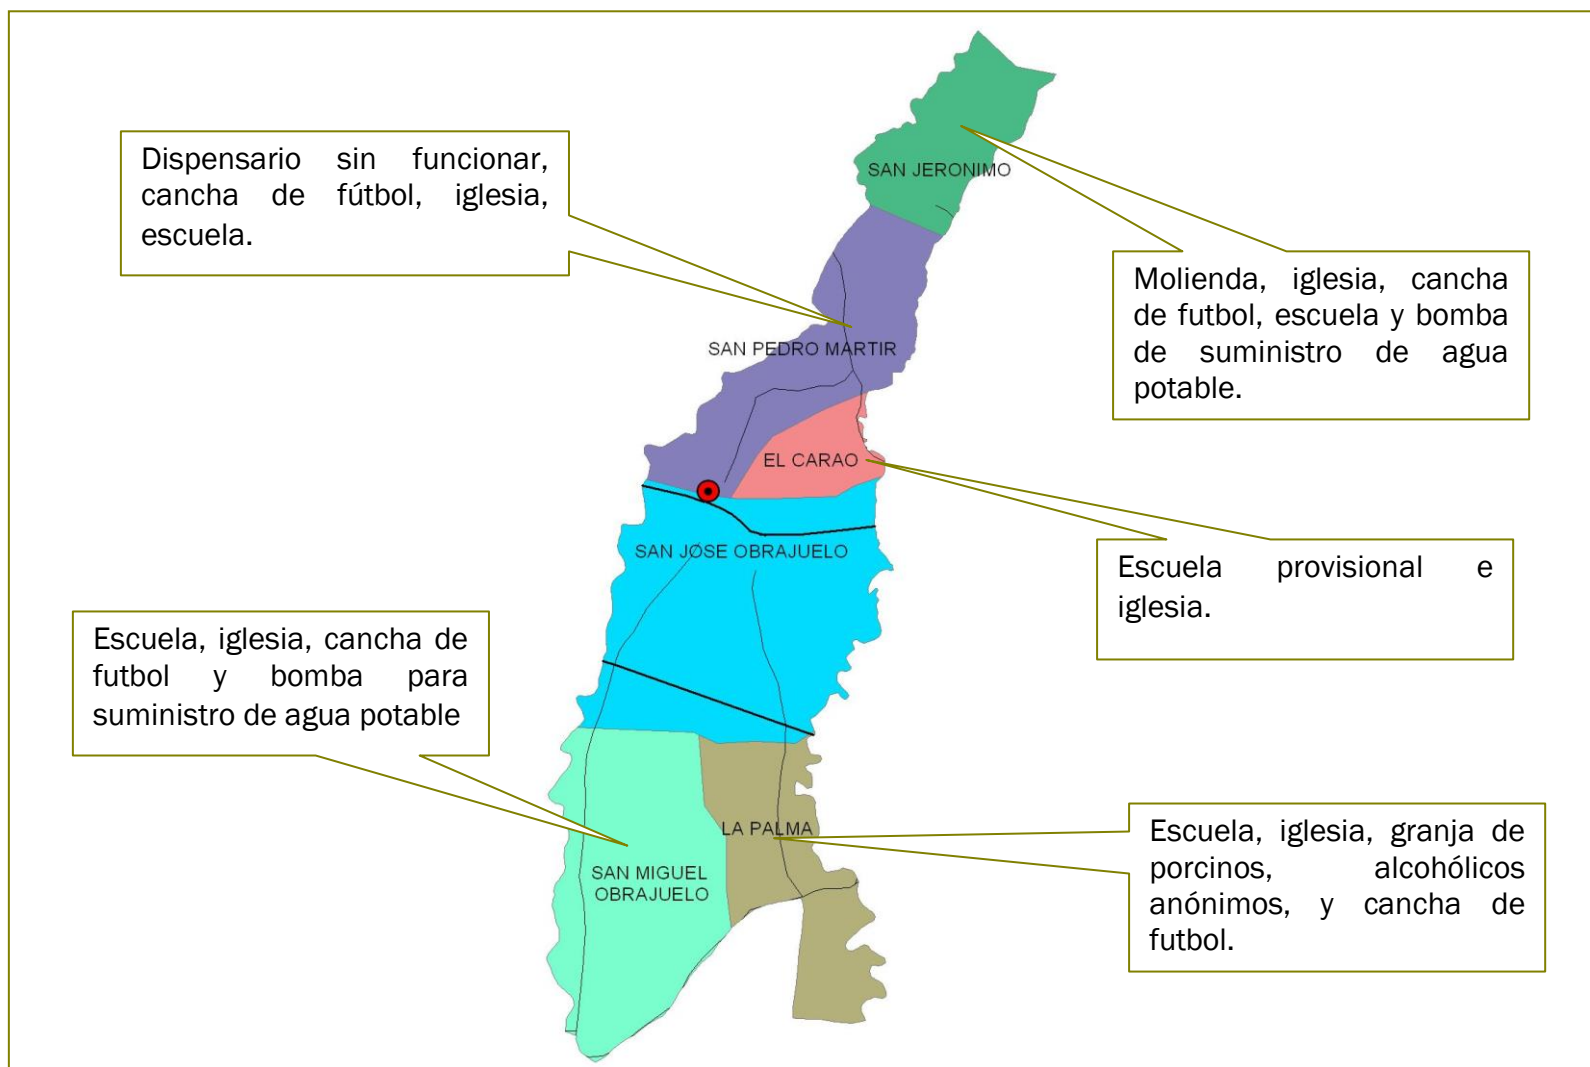 Dispensario sin funcionar,
cancha de fútbol, iglesia,
escuela.
SAN JERONIMO
Molienda, iglesia, cancha
de futbol, escuela y bomba
de suministro de agua
potable.
SAN PEDRO MARTIR
EL CARAO
SAN JOSE OBRAJUELO
Escuela provisional e
iglesia.
Escuela, iglesia, cancha de
futbol y bomba para
suministro de agua potable
LA PALMA
SAN MIGUEL
OBRAJUELO
Escuela, iglesia, granja de
porcinos, alcohólicos
anónimos, y cancha de
futbol.